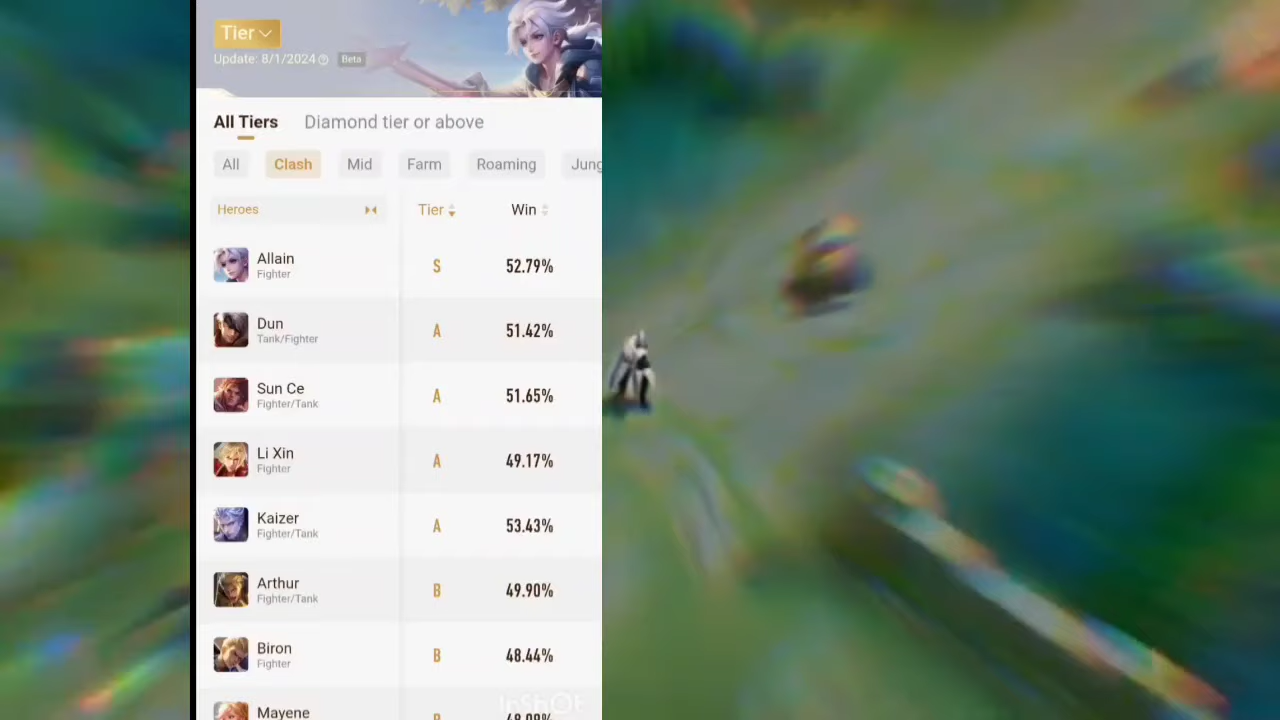 Tier
Update: 8/1/2024 Beta
All Tiers Diamond tier or above
All Clash Mid Farm Roaming Jung
Heroes Tier Win
Allain
Fighter
S 52.79%
Dun
Tank/Fighter
A 51.42%
Sun Ce
Fighter/Tank
A 51.65%
Li Xin
Fighter
A 49.17%
Kaizer
Fighter/Tank
A 53.43%
Arthur
Fighter/Tank
B 49.90%
Biron
Fighter
B 48.44%
Mayene
InShOt